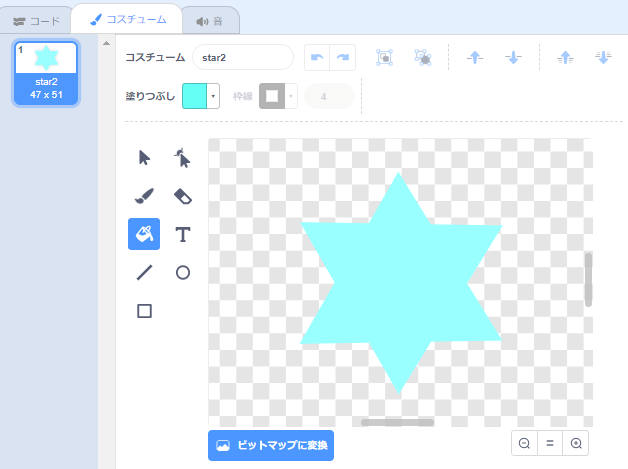 コード
コスチューム
音
1
star2
47 x 51
コスチューム
star2
塗りつぶし
枠線
4
T
ビットマップに変換